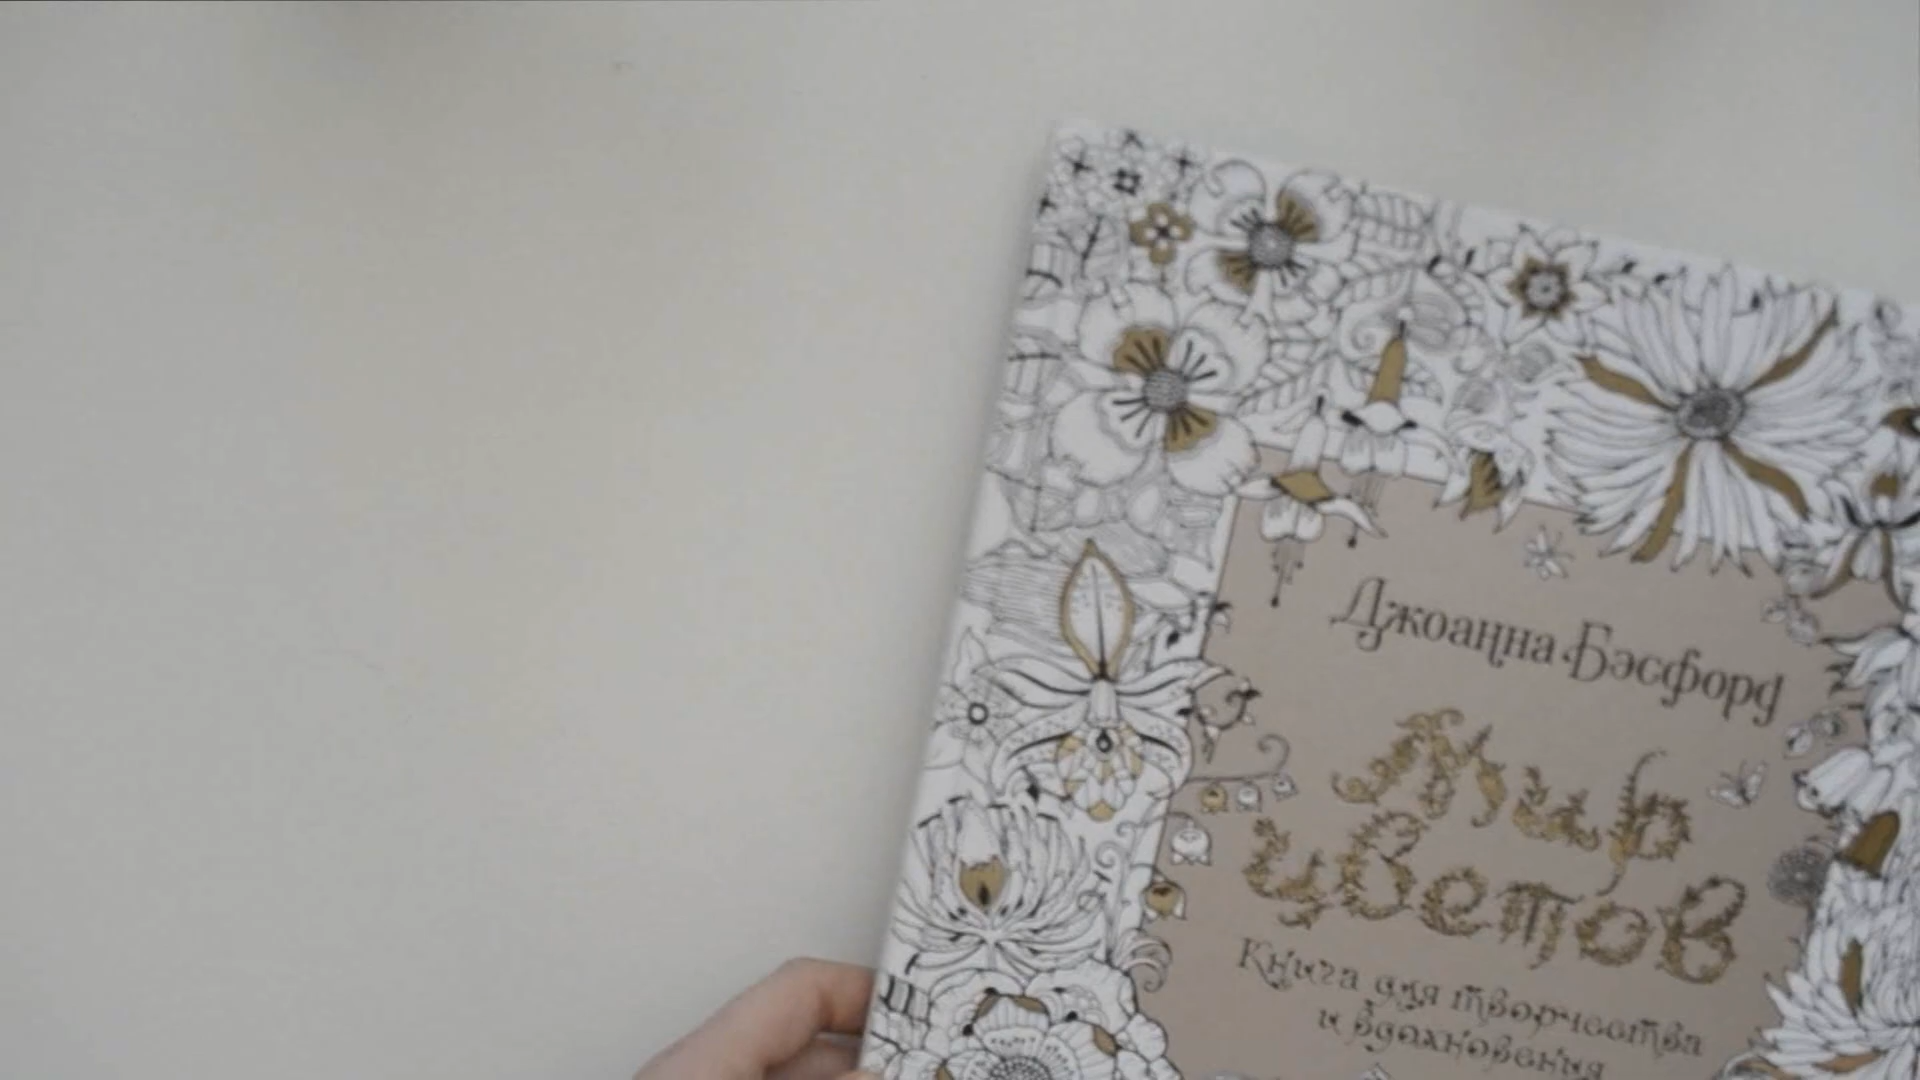 Джоанна Бэсфорд
Мир
цветов
Книга для творчества
и вдохновения